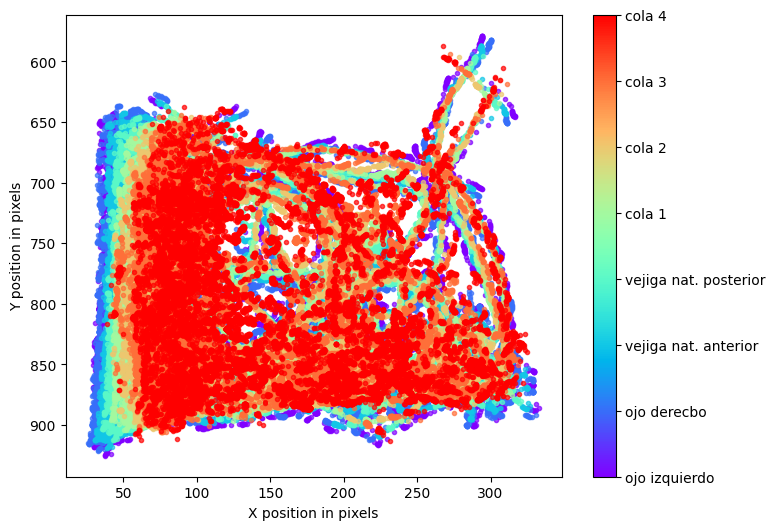 600
650
700
750
800
850
900
Y position in pixels
50
100
150
200
250
300
X position in pixels
cola 4
cola 3
cola 2
cola 1
vejiga nat. posterior
vejiga nat. anterior
ojo derecbo
ojo izquierdo